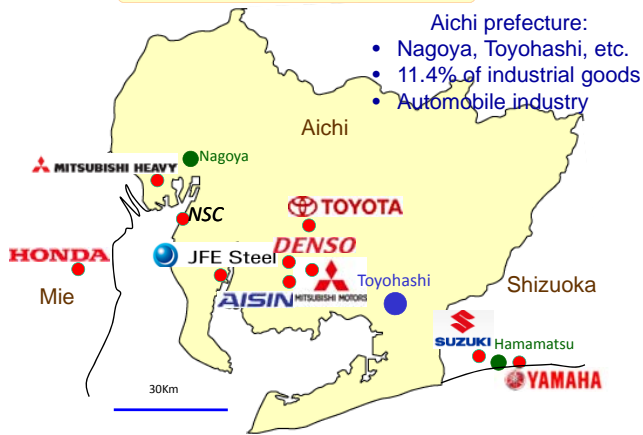 Aichi prefecture:
• Nagoya, Toyohashi, etc.
• 11.4% of industrial goods
• Automobile industry
Aichi
Nagoya
MITSUBISHI HEAVY
NSC
TOYOTA
HONDA
JFE Steel
DENSO
Mie
AISIN
MITSUBISHI MOTORS
Toyohashi
Shizuoka
SUZUKI
Hamamatsu
YAMAHA
30Km